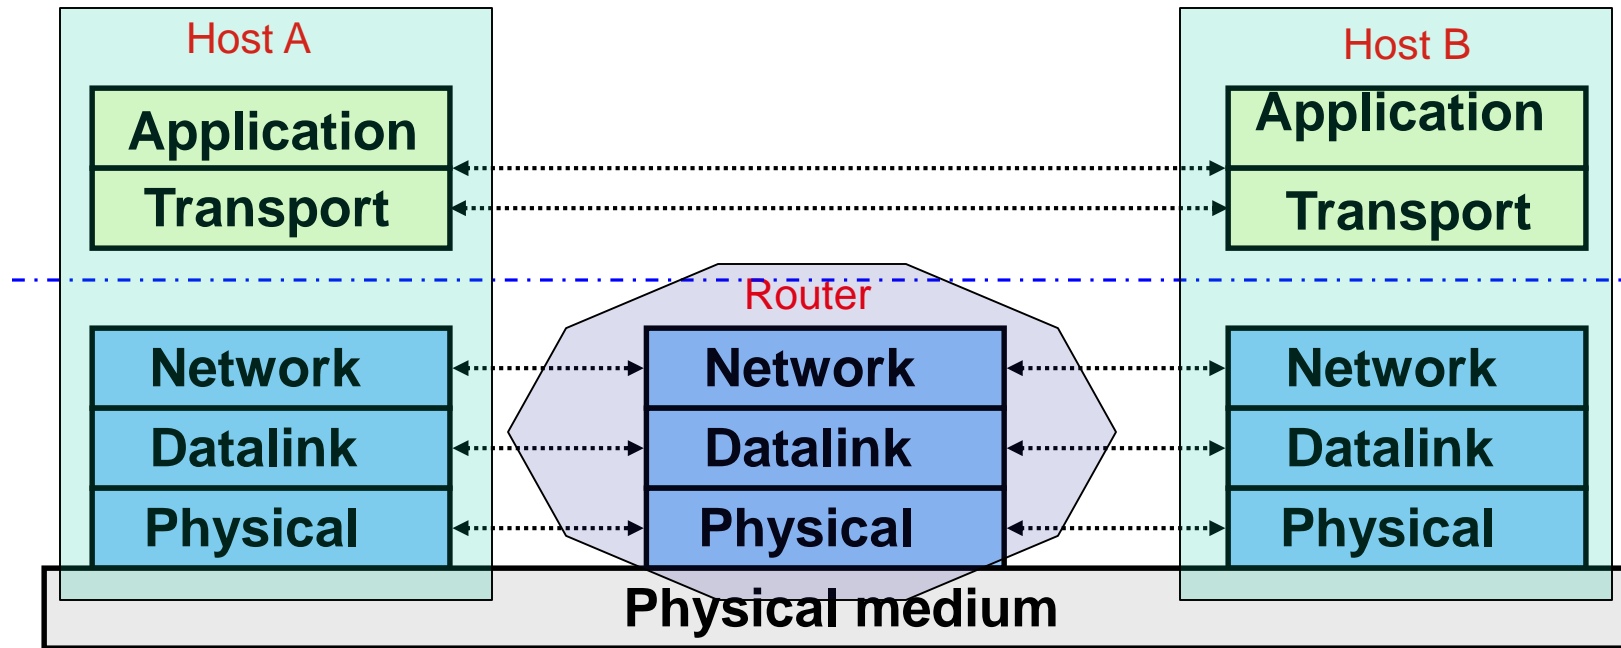 Host A
Host B
Application
Application
Transport
Transport
Router
Network
Network
Network
Datalink
Datalink
Datalink
Physical
Physical
Physical
Physical medium